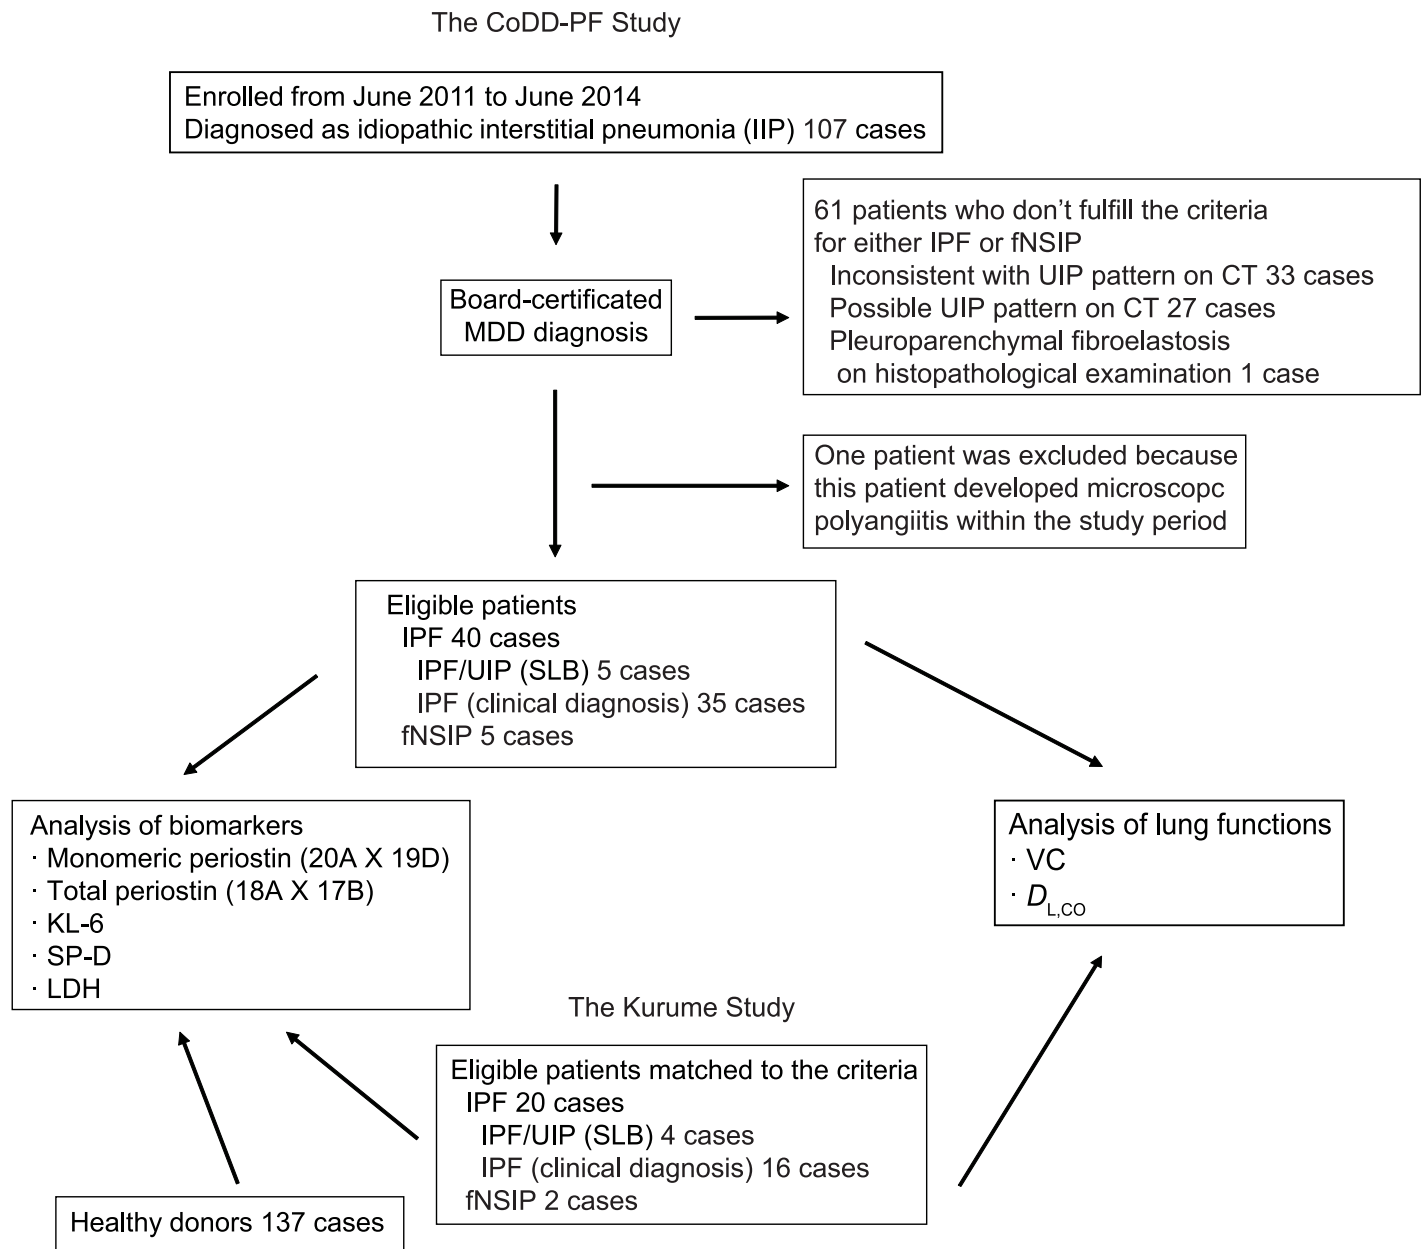 The CoDD-PF Study
Enrolled from June 2011 to June 2014
Diagnosed as idiopathic interstitial pneumonia (IIP) 107 cases
61 patients who don't fulfill the criteria
for either IPF or fNSIP
Inconsistent with UIP pattern on CT 33 cases
Possible UIP pattern on CT 27 cases
Pleuroparenchymal fibroelastosis
on histopathological examination 1 case
Board-certificated
MDD diagnosis
One patient was excluded because
this patient developed microscopc
polyangiitis within the study period
Eligible patients
IPF 40 cases
IPF/UIP (SLB) 5 cases
IPF (clinical diagnosis) 35 cases
fNSIP 5 cases
Analysis of biomarkers
· Monomeric periostin (20A X 19D)
· Total periostin (18A X 17B)
· KL-6
· SP-D
· LDH
Analysis of lung functions
· VC
· DL,CO
The Kurume Study
Eligible patients matched to the criteria
IPF 20 cases
IPF/UIP (SLB) 4 cases
IPF (clinical diagnosis) 16 cases
fNSIP 2 cases
Healthy donors 137 cases